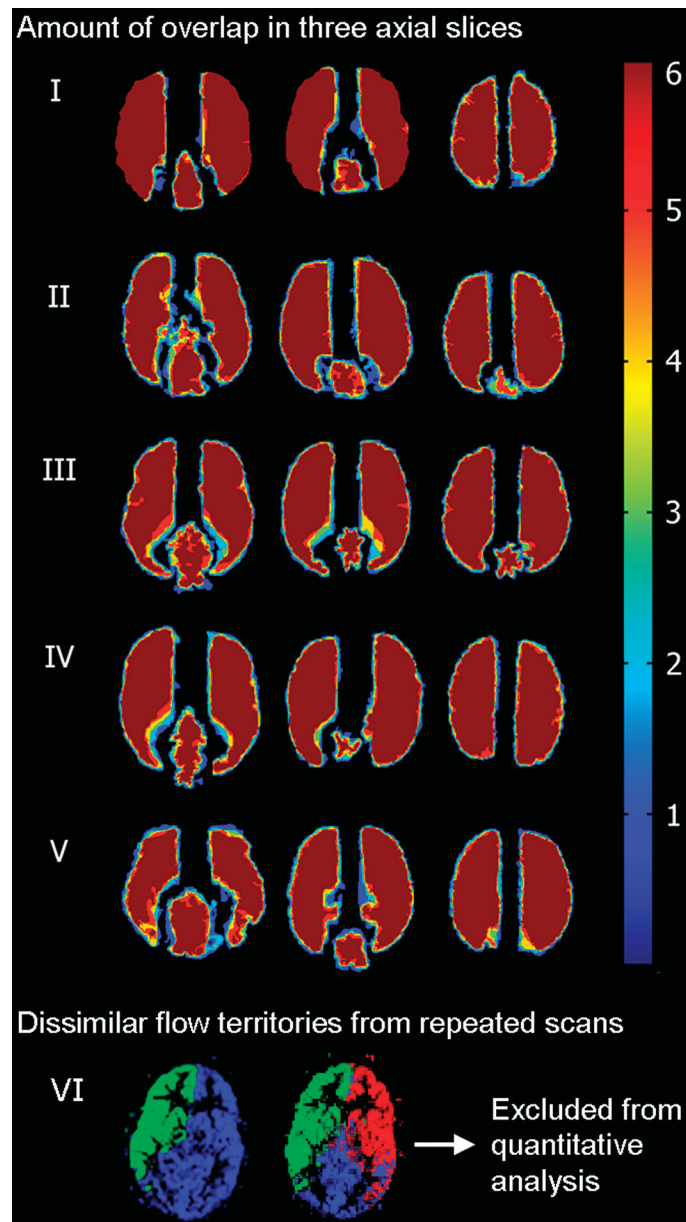 Amount of overlap in three axial slices
I
II
III
IV
V
6
5
4
3
2
1
Dissimilar flow territories from repeated scans
VI
Excluded from
quantitative
analysis